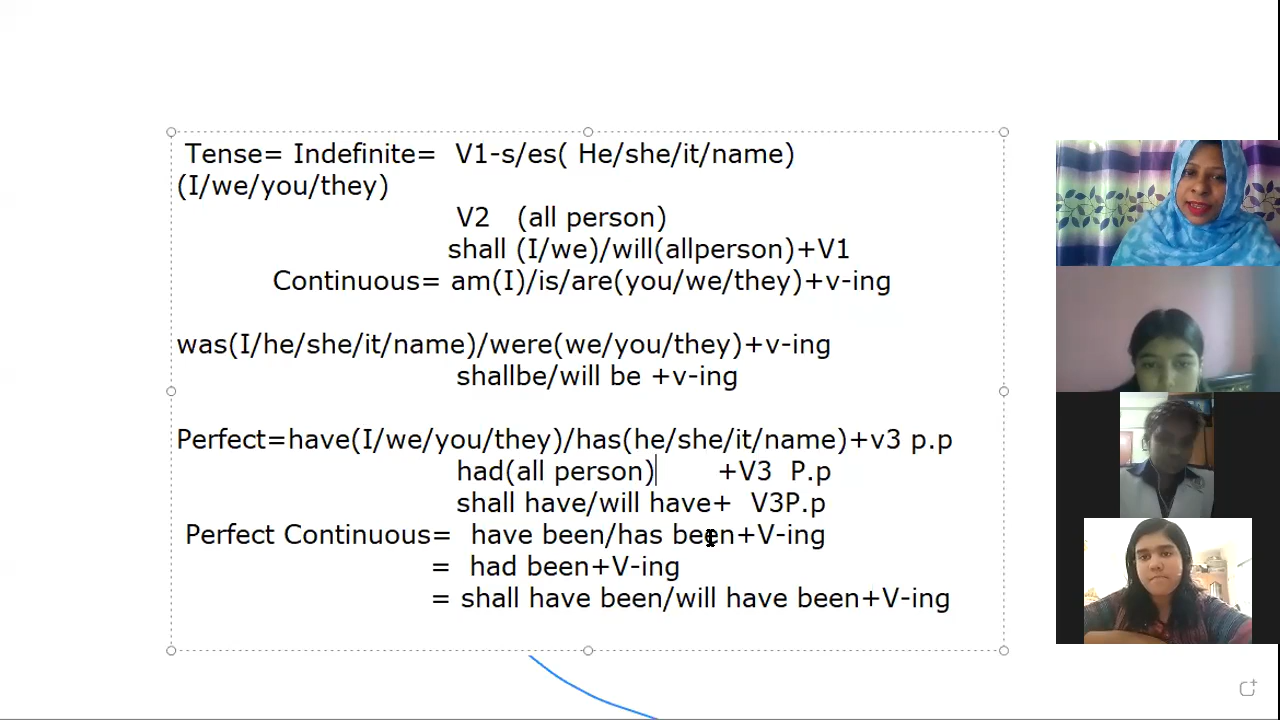 Tense= Indefinite= V1-s/es( He/she/it/name)
(I/we/you/they)
V2 (all person)
shall (I/we)/will(allperson)+V1
Continuous= am(I)/is/are(you/we/they)+v-ing
was(I/he/she/it/name)/were(we/you/they)+v-ing
shallbe/will be +v-ing
Perfect=have(I/we/you/they)/has(he/she/it/name)+v3 p.p
had(all person) +V3 P.p
shall have/will have+ V3P.p
Perfect Continuous= have been/has been+V-ing
= had been+V-ing
= shall have been/will have been+V-ing